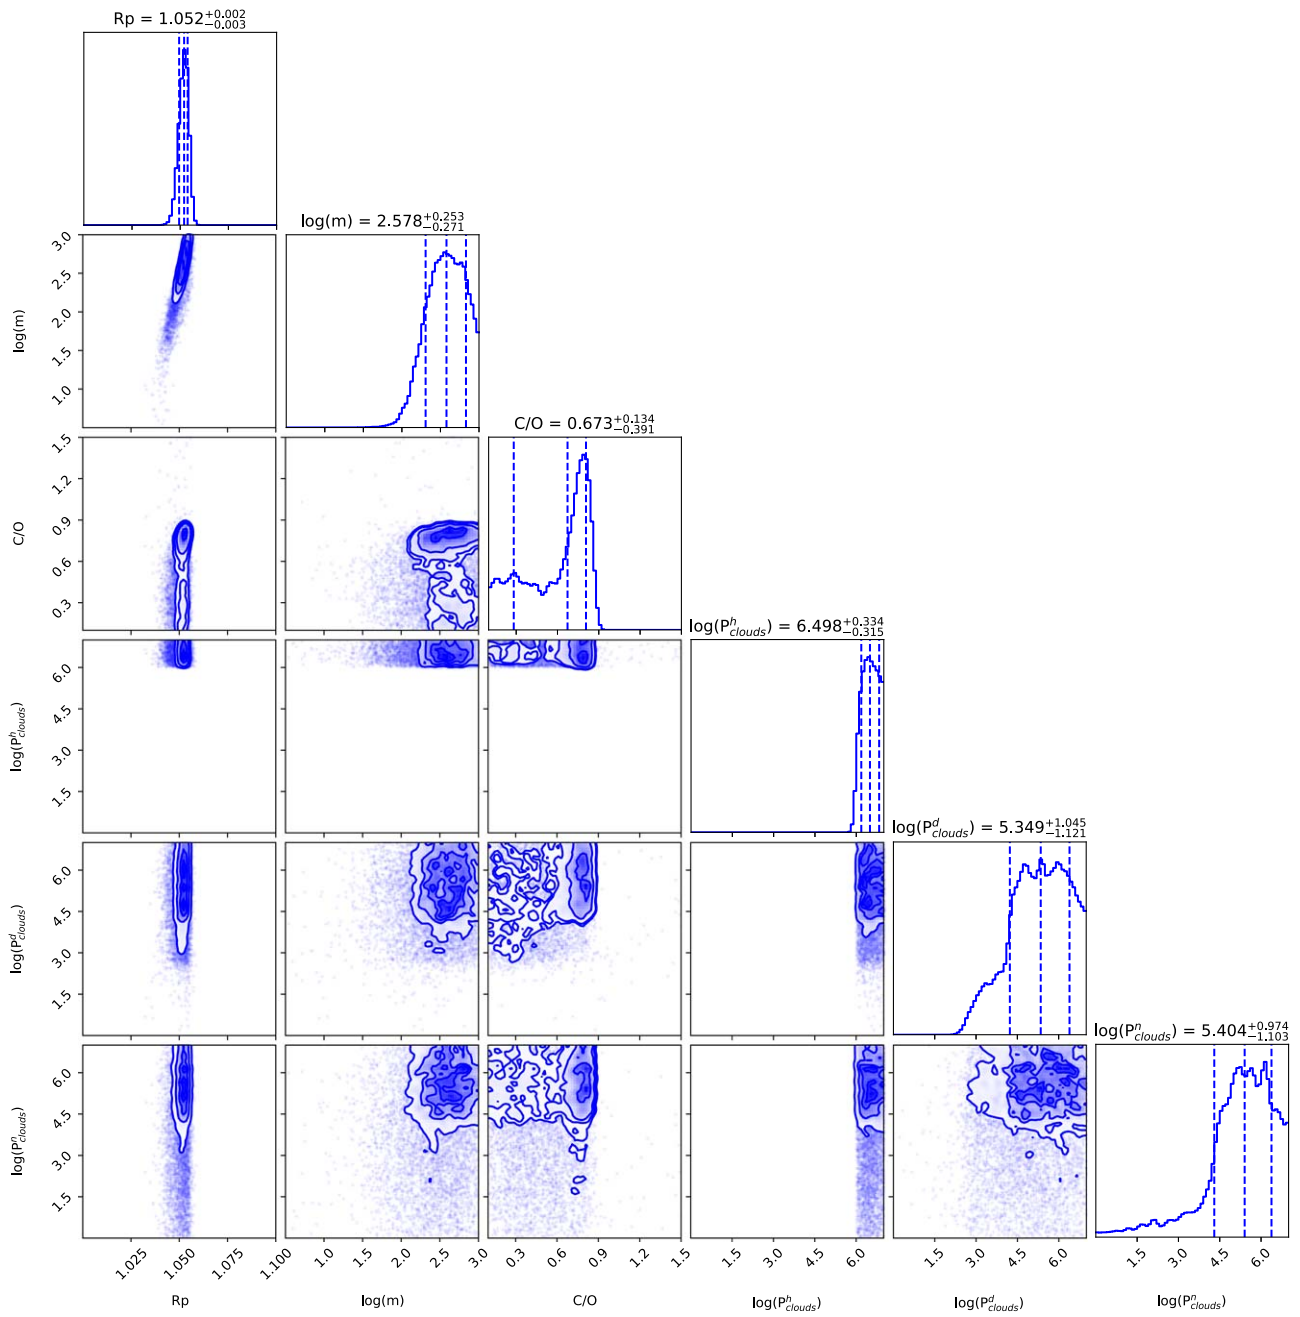 Rp = 1.052+0.002 −0.003
log(m) = 2.578+0.253 −0.271
3.0
2.5
2.0
1.5
1.0
log(m)
C/O = 0.673+0.134 −0.391
1.5
1.2
0.9
0.6
0.3
C/O
log(Phclouds) = 6.498+0.334 −0.315
6.0
4.5
3.0
1.5
log(Phclouds)
log(Pdclouds) = 5.349+1.045 −1.121
6.0
4.5
3.0
1.5
log(Pdclouds)
log(Pnclouds) = 5.404+0.974 −1.103
6.0
4.5
3.0
1.5
log(Pnclouds)
1.025 1.050 1.075 1.100 1.0 1.5 2.0 2.5 3.0 0.3 0.6 0.9 1.2 1.5 1.5 3.0 4.5 6.0 1.5 3.0 4.5 6.0 1.5 3.0 4.5 6.0
Rp log(m) C/O log(Phclouds) log(Pdclouds) log(Pnclouds)